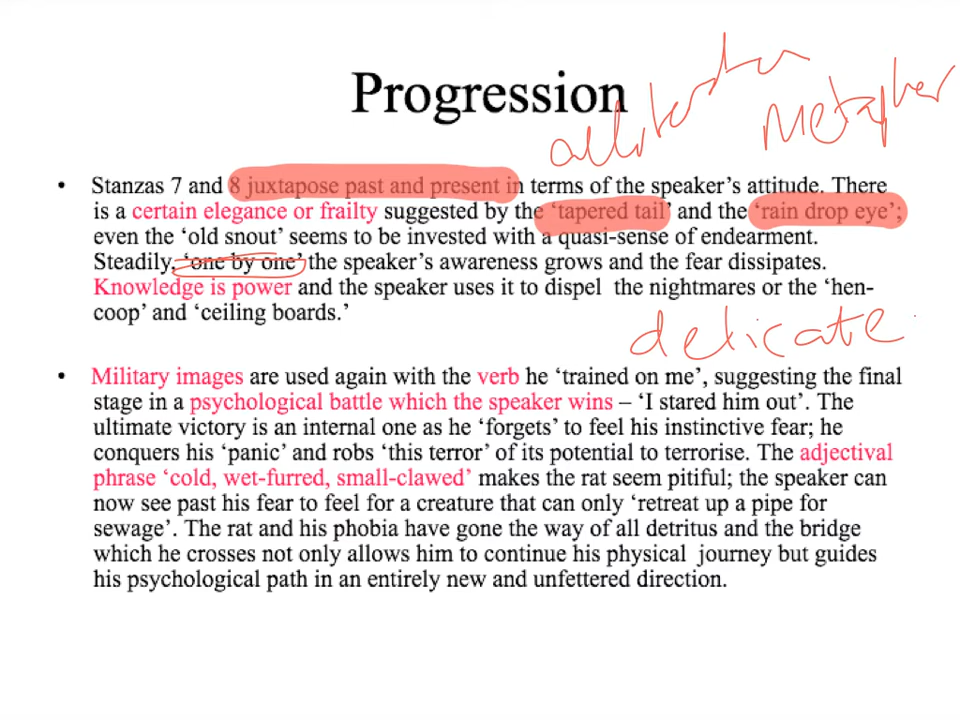 Progression
alliteration
Metapher
• Stanzas 7 and 8 juxtapose past and present in terms of the speaker’s attitude. There
is a certain elegance or frailty suggested by the ‘tapered tail’ and the ‘rain drop eye’;
even the ‘old snout’ seems to be invested with a quasi-sense of endearment.
Steadily, ‘one by one’ the speaker’s awareness grows and the fear dissipates.
Knowledge is power and the speaker uses it to dispel the nightmares or the ‘hen-
coop’ and ‘ceiling boards.’
delicate
• Military images are used again with the verb he ‘trained on me’, suggesting the final
stage in a psychological battle which the speaker wins – ‘I stared him out’. The
ultimate victory is an internal one as he ‘forgets’ to feel his instinctive fear; he
conquers his ‘panic’ and robs ‘this terror’ of its potential to terrorise. The adjectival
phrase ‘cold, wet-furred, small-clawed’ makes the rat seem pitiful; the speaker can
now see past his fear to feel for a creature that can only ‘retreat up a pipe for
sewage’. The rat and his phobia have gone the way of all detritus and the bridge
which he crosses not only allows him to continue his physical journey but guides
his psychological path in an entirely new and unfettered direction.